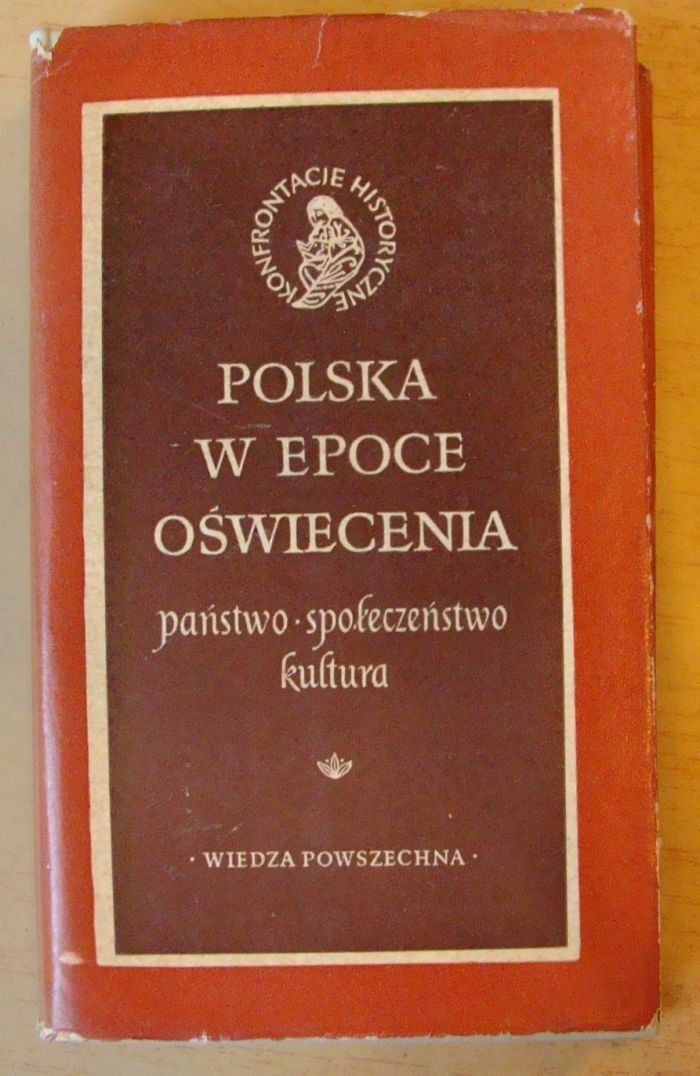 KONFRONTACJE HISTORYCZNE
POLSKA
W EPOCE
OŚWIECENIA
państwo · społeczeństwo
kultura
· WIEDZA POWSZECHNA ·